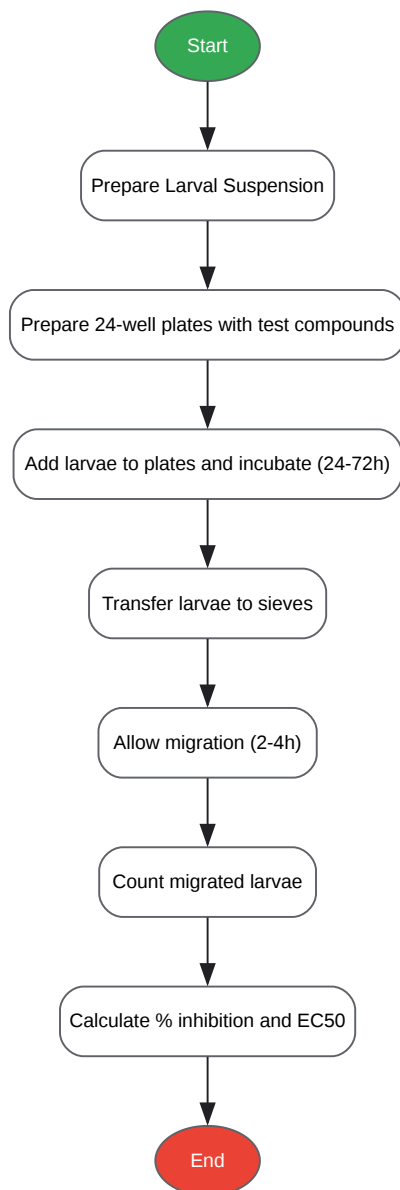 Start
Prepare Larval Suspension
Prepare 24-well plates with test compounds
Add larvae to plates and incubate (24-72h)
Transfer larvae to sieves
Allow migration (2-4h)
Count migrated larvae
Calculate % inhibition and EC50
End